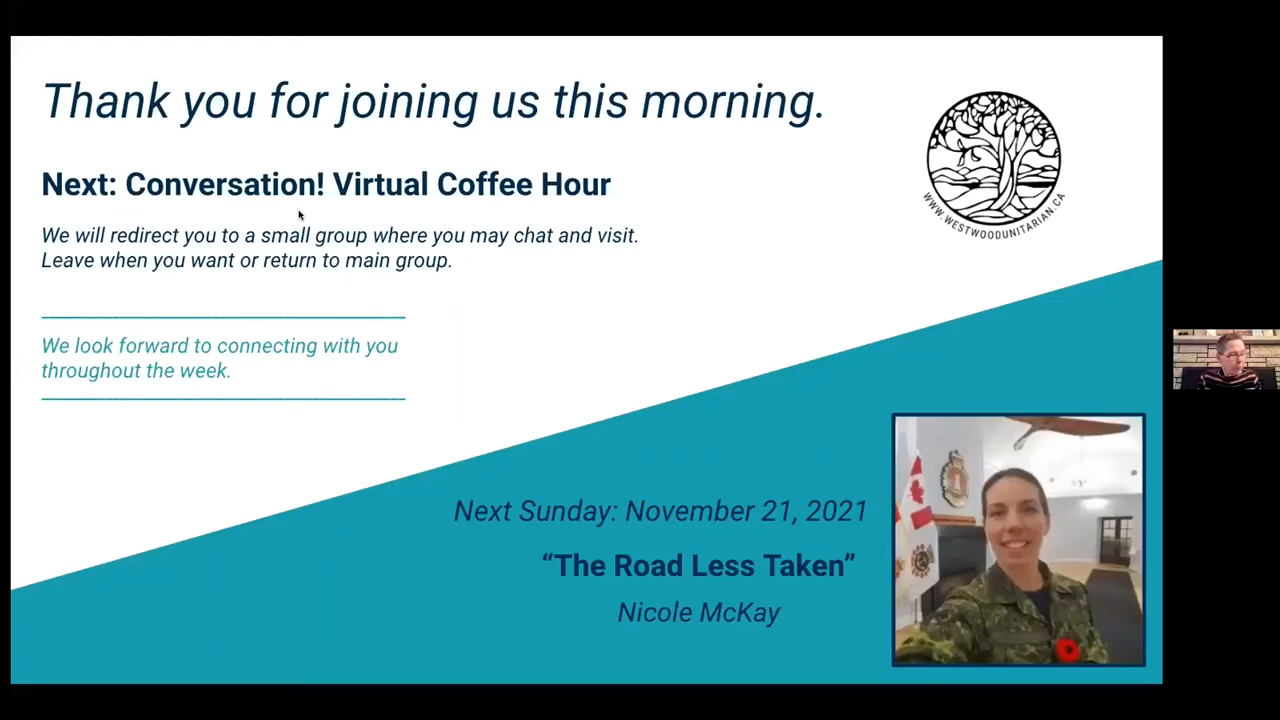 Thank you for joining us this morning.
Next: Conversation! Virtual Coffee Hour
We will redirect you to a small group where you may chat and visit.
Leave when you want or return to main group.
We look forward to connecting with you
throughout the week.
WWW.WESTWOODUNITARIAN.CA
Next Sunday: November 21, 2021
“The Road Less Taken”
Nicole McKay